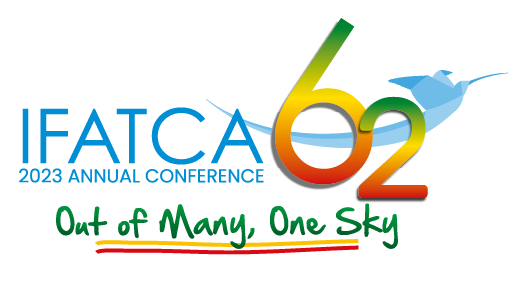 IFATCA 62
2023 ANNUAL CONFERENCE
Out of Many, One Sky